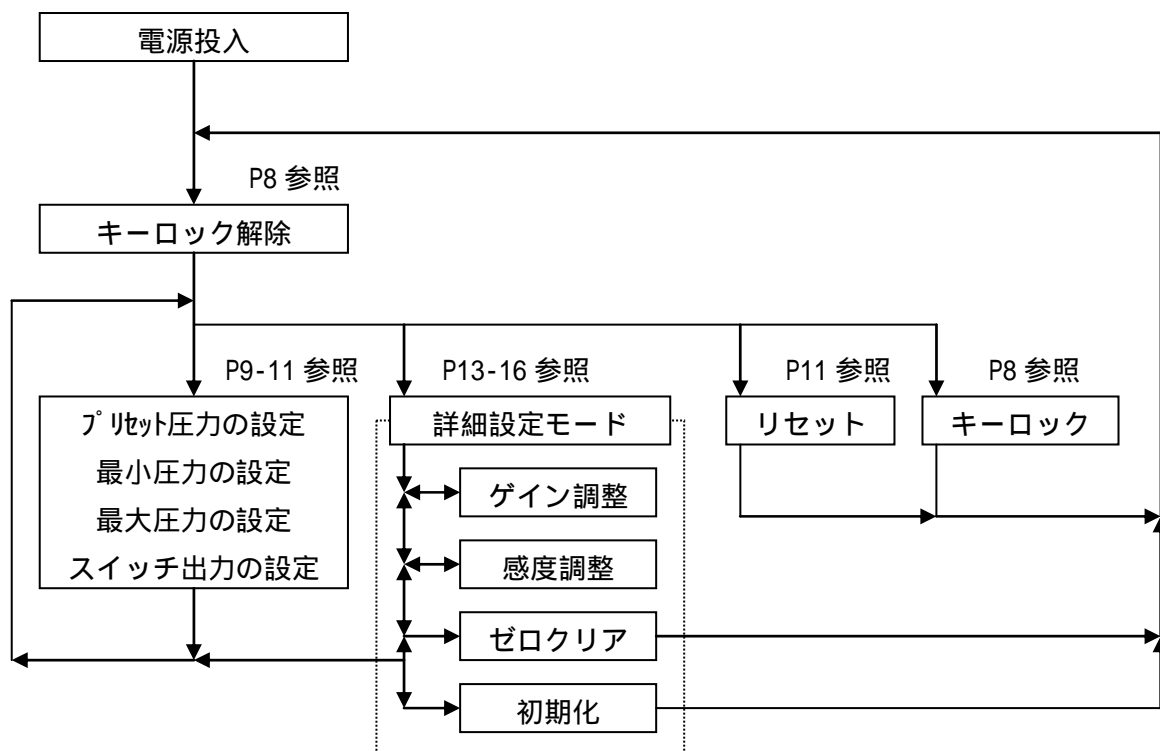 電源投入
P8 参照
キーロック解除
P9-11 参照
P13-16 参照
P11 参照
P8 参照
プリセット圧力の設定
最小圧力の設定
最大圧力の設定
スイッチ出力の設定
詳細設定モード
リセット
キーロック
ゲイン調整
感度調整
ゼロクリア
初期化